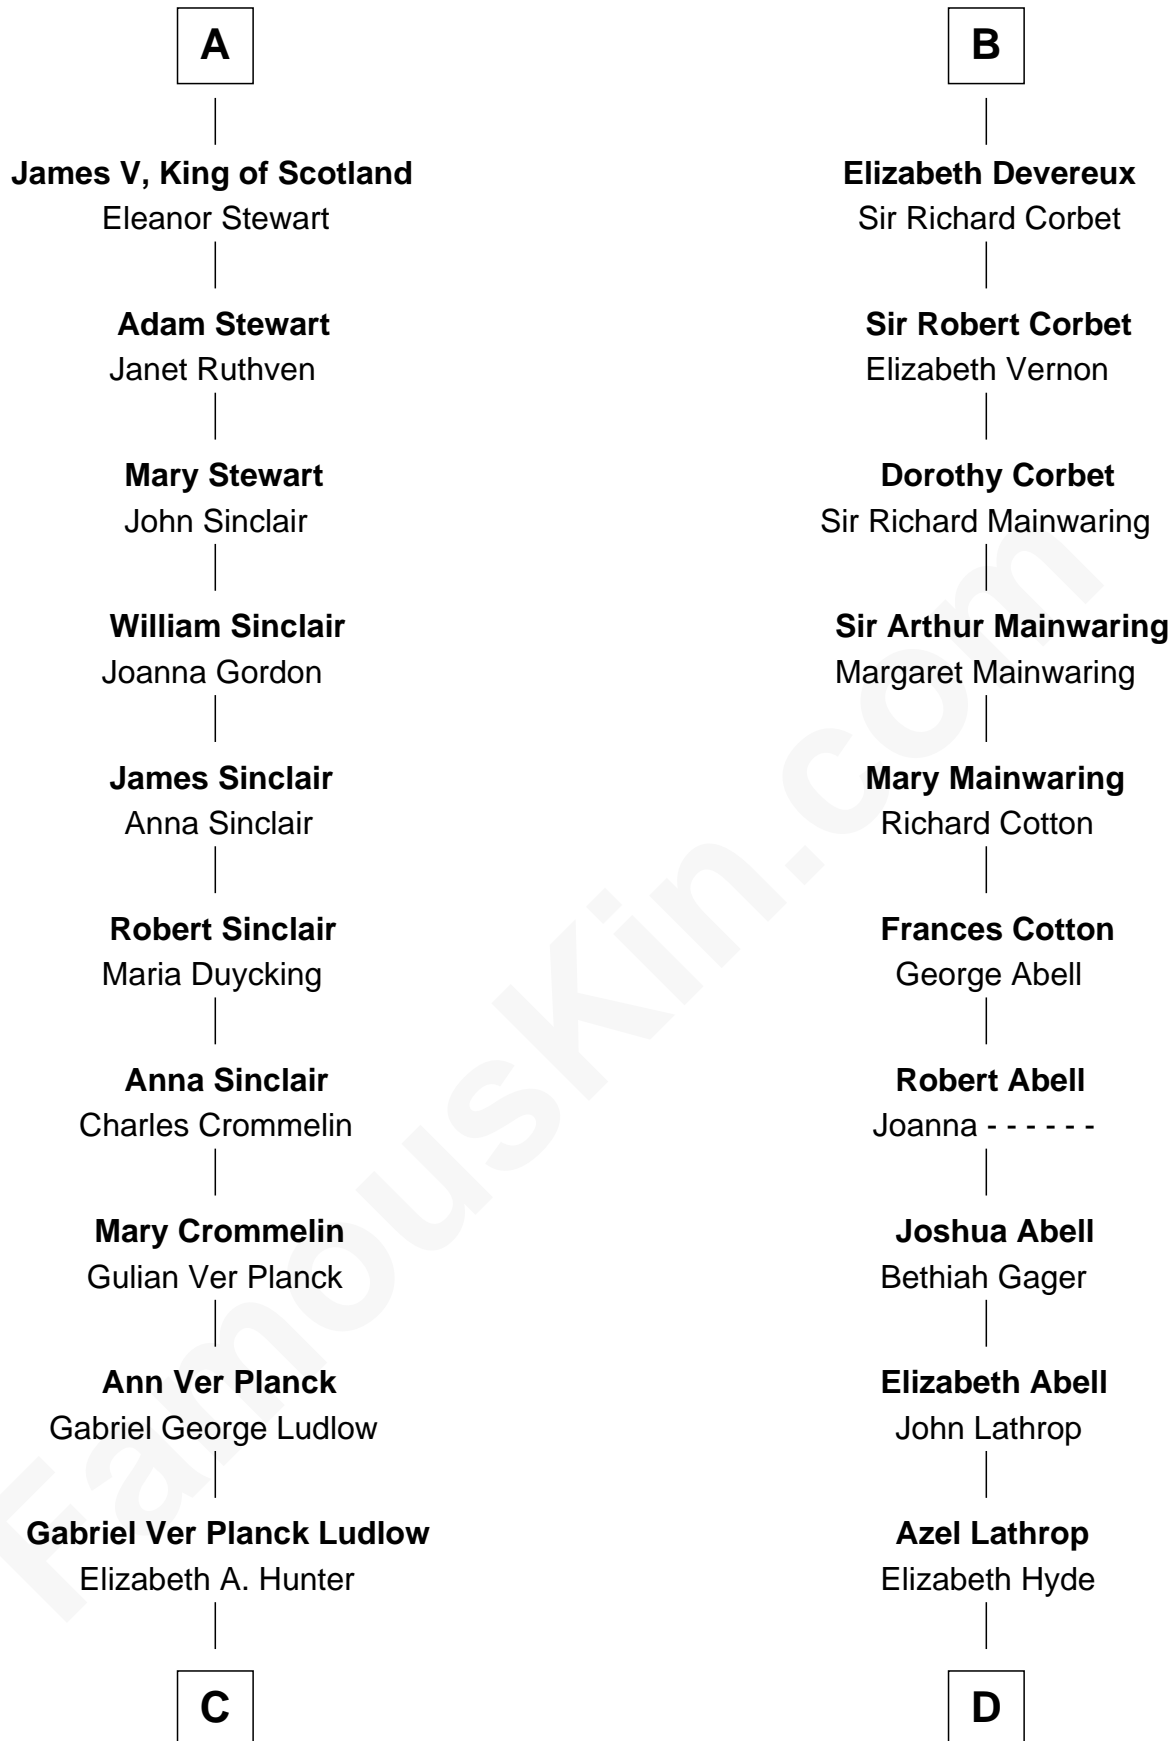 A
James V, King of Scotland
Eleanor Stewart
Adam Stewart
Janet Ruthven
Mary Stewart
John Sinclair
William Sinclair
Joanna Gordon
James Sinclair
Anna Sinclair
Robert Sinclair
Maria Duycking
Anna Sinclair
Charles Crommelin
Mary Crommelin
Gulian Ver Planck
Ann Ver Planck
Gabriel George Ludlow
Gabriel Ver Planck Ludlow
Elizabeth A. Hunter
C
B
Elizabeth Devereux
Sir Richard Corbet
Sir Robert Corbet
Elizabeth Vernon
Dorothy Corbet
Sir Richard Mainwaring
Sir Arthur Mainwaring
Margaret Mainwaring
Mary Mainwaring
Richard Cotton
Frances Cotton
George Abell
Robert Abell
Joanna - - - - - -
Joshua Abell
Bethiah Gager
Elizabeth Abell
John Lathrop
Azel Lathrop
Elizabeth Hyde
D
FamousKin.com